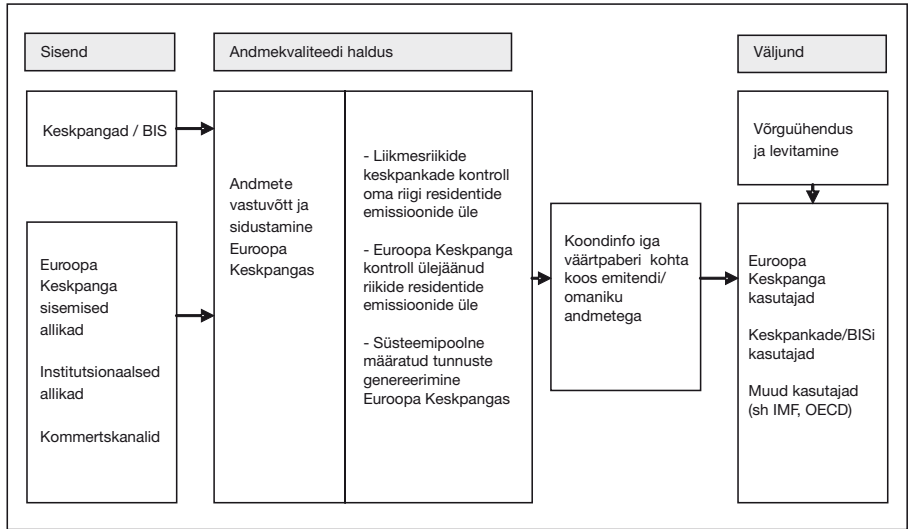 Sisend
Andmekvaliteedi haldus
Väljund
Keskpangad / BIS
Euroopa
Keskpanga
sisemised
allikad
Institutsionaalsed
allikad
Kommertskanalid
Andmete
vastuvõtt ja
sidustamine
Euroopa
Keskpangas
- Liikmesriikide
keskpankade kontroll
oma riigi residentide
emissioonide üle
- Euroopa Keskpanga
kontroll ülejäänud
riikide residentide
emissioonide üle
- Süsteemipoolne
määratud tunnuste
genereerimine
Euroopa Keskpangas
Koondinfo iga
väärtpaberi kohta
koos emitendi/
omaniku
andmetega
Võrguühendus
ja levitamine
Euroopa
Keskpanga
kasutajad
Keskpankade/BISi
kasutajad
Muud kasutajad
(sh IMF, OECD)